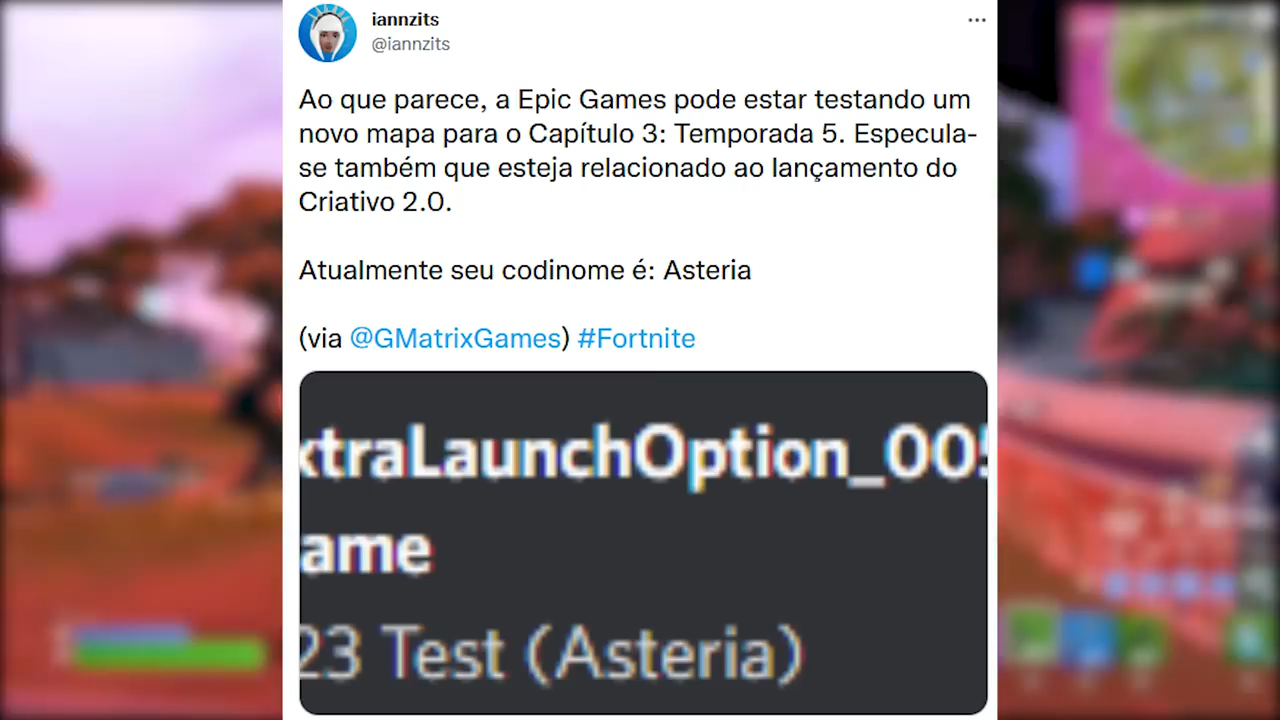 iannzits
@iannzits
Ao que parece, a Epic Games pode estar testando um
novo mapa para o Capítulo 3: Temporada 5. Especula-
se também que esteja relacionado ao lançamento do
Criativo 2.0.
Atualmente seu codinome é: Asteria
(via @GMatrixGames) #Fortnite
xtraLaunchOption_005
ame
23 Test (Asteria)